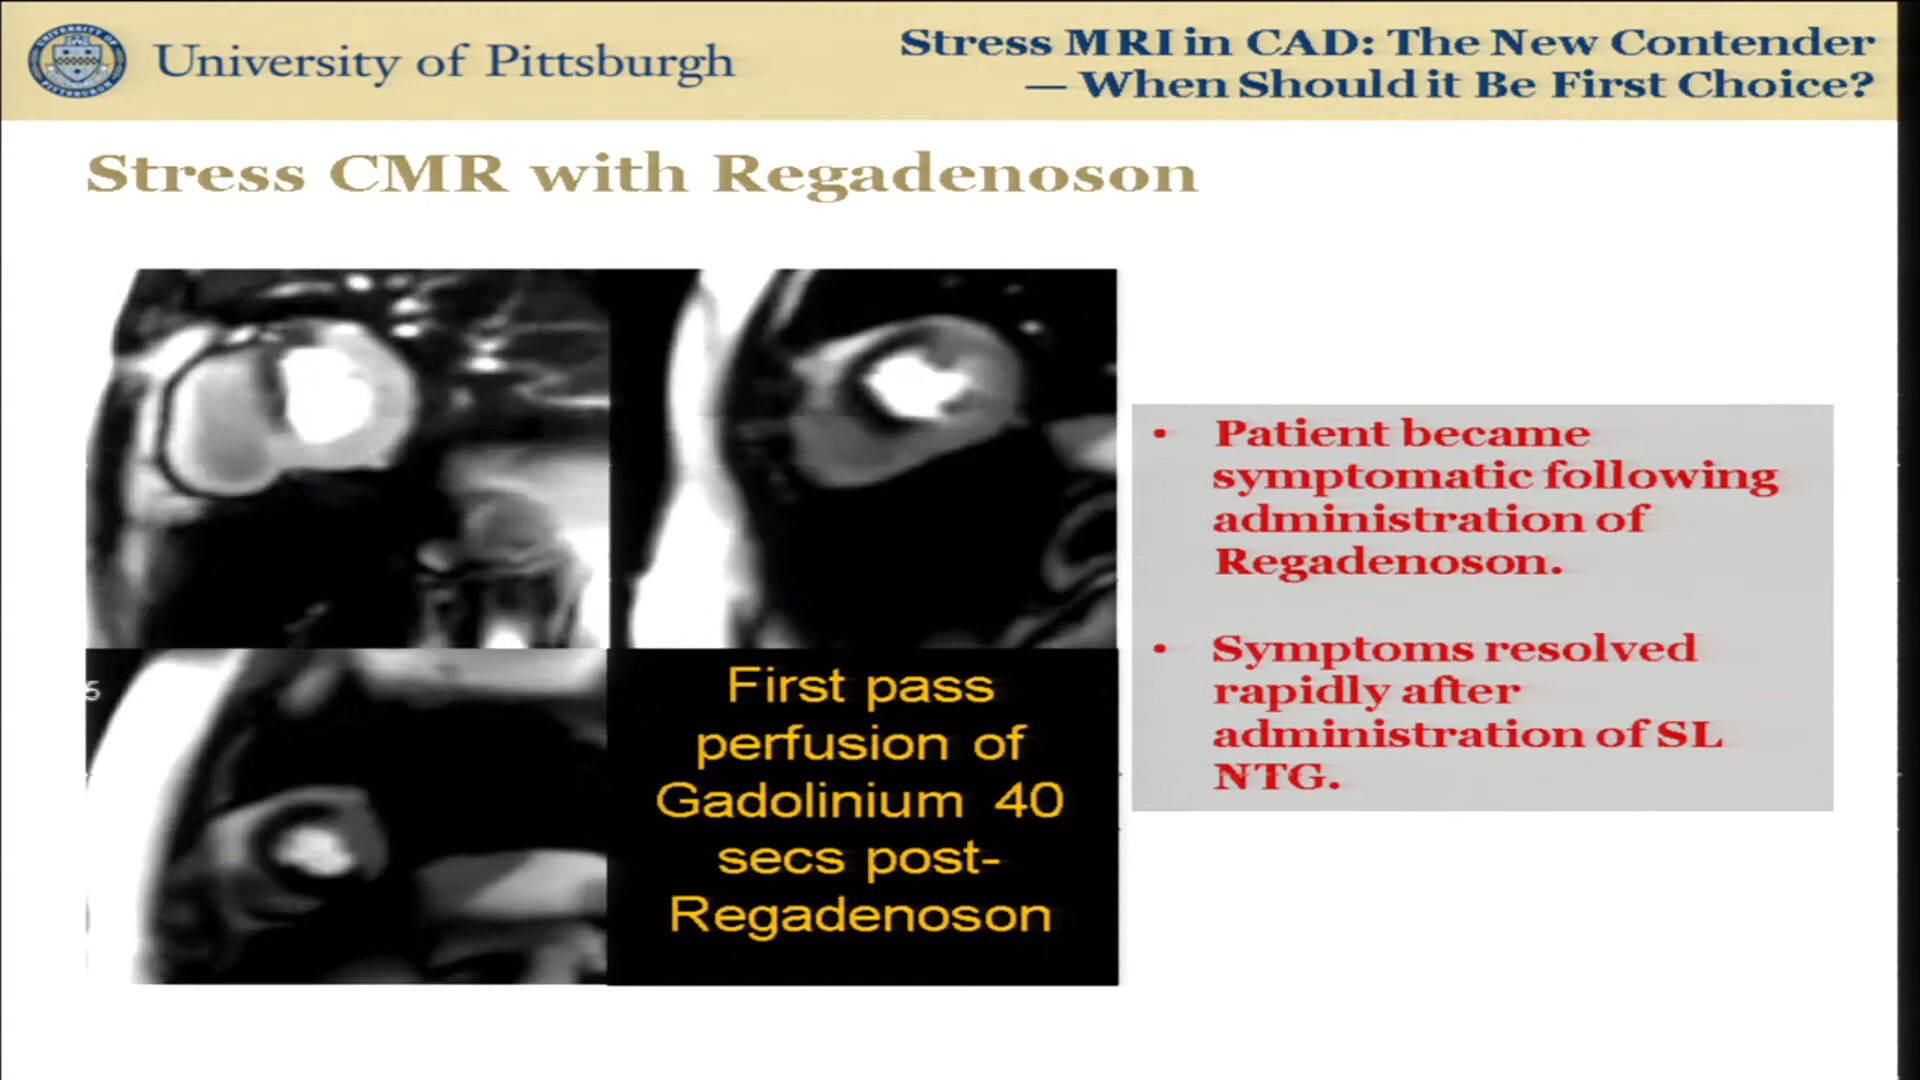 University of Pittsburgh
Stress MRI in CAD: The New Contender
— When Should it Be First Choice?
Stress CMR with Regadenoson
• Patient became
symptomatic following
administration of
Regadenoson.
• Symptoms resolved
rapidly after
administration of SL
NTG.
First pass
perfusion of
Gadolinium 40
secs post-
Regadenoson